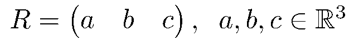 R = (a b c), a, b, c ∈ ℝ³